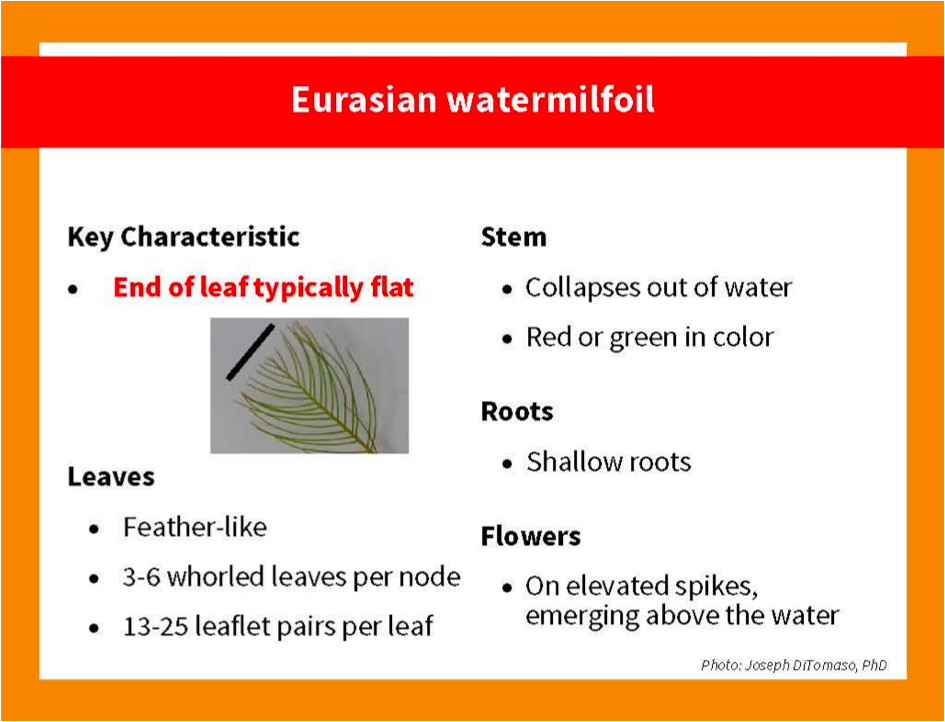 Eurasian watermilfoil
Key Characteristic
• End of leaf typically flat
Leaves
• Feather-like
• 3-6 whorled leaves per node
• 13-25 leaflet pairs per leaf
Stem
• Collapses out of water
• Red or green in color
Roots
• Shallow roots
Flowers
• On elevated spikes,
emerging above the water
Photo: Joseph DiTomaso, PhD